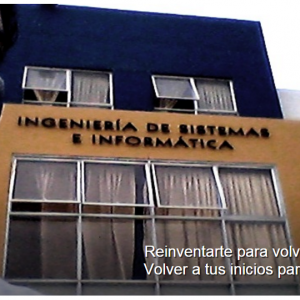 INGENIERÍA DE SISTEMAS
E INFORMÁTICA
Reinventarte para volv
Volver a tus inicios par